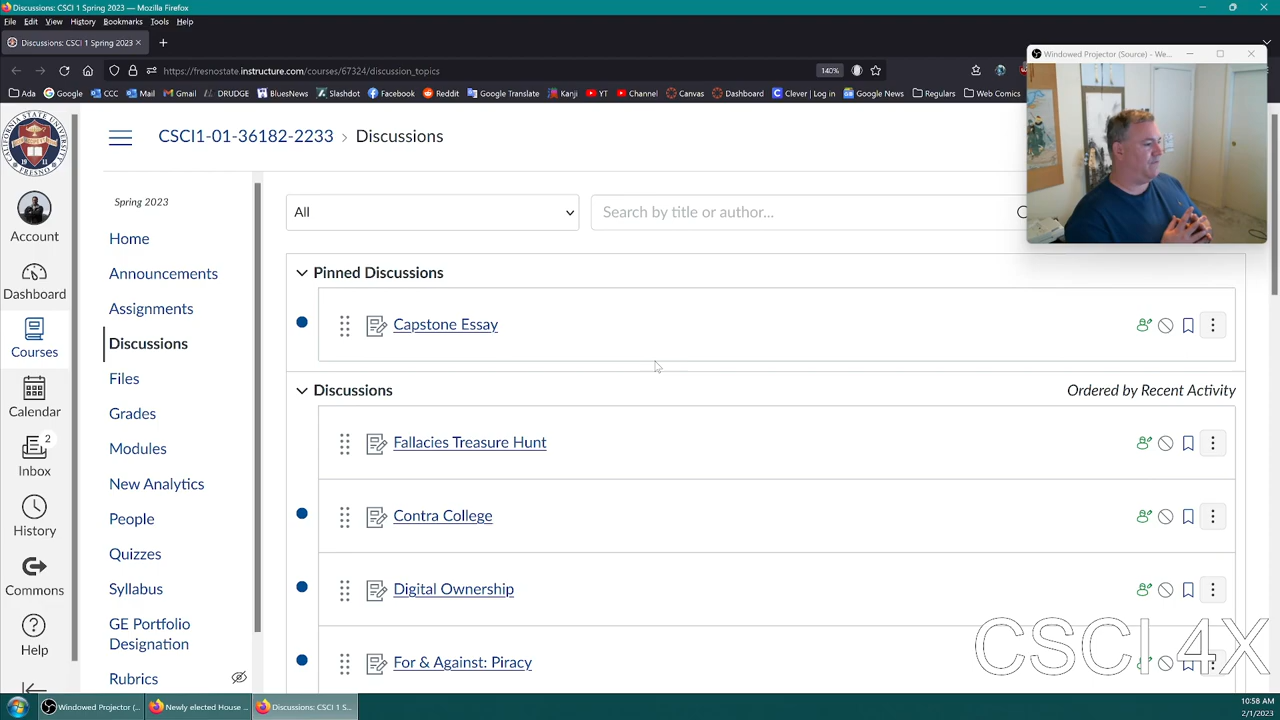 Discussions: CSCI 1 Spring 2023 — Mozilla Firefox
File Edit View History Bookmarks Tools Help
Discussions: CSCI 1 Spring 2023
https://fresnostate.instructure.com/courses/67324/discussion_topics
140%
Ada Google CCC Mail Gmail DRUDGE BluesNews Slashdot Facebook Reddit Google Translate Kanji YT Channel Canvas Dashboard Clever | Log in Google News Regulars Web Comics
Windowed Projector (Source) - We...
CSCI1-01-36182-2233 › Discussions
Account
Dashboard
Courses
Calendar
2
Inbox
History
Commons
Help
Spring 2023
Home
Announcements
Assignments
Discussions
Files
Grades
Modules
New Analytics
People
Quizzes
Syllabus
GE Portfolio
Designation
Rubrics
All
Search by title or author...
Pinned Discussions
Capstone Essay
Discussions
Ordered by Recent Activity
Fallacies Treasure Hunt
Contra College
Digital Ownership
For & Against: Piracy
CSCI 4X
Windowed Projector (...
Newly elected House ...
Discussions: CSCI 1 S...
10:58 AM
2/1/2023